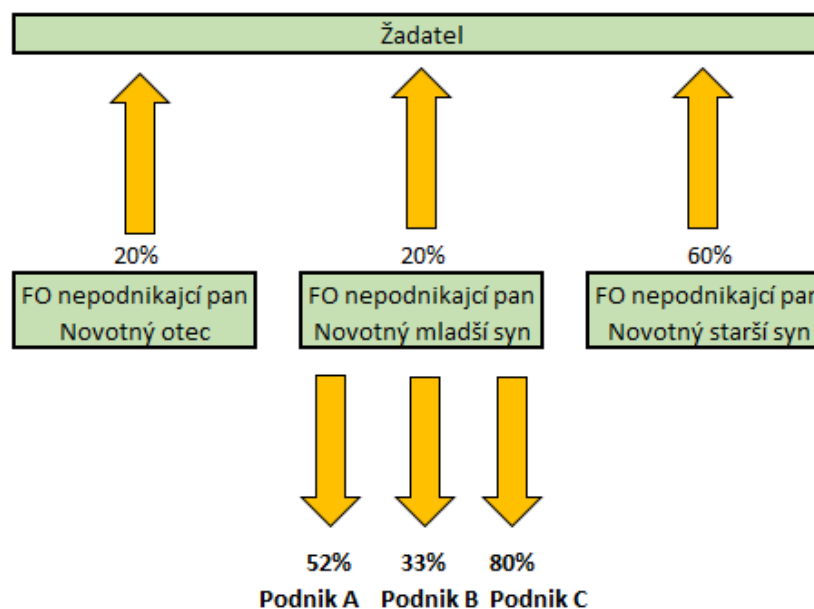 Žadatel
20% 20% 60%
FO nepodnikajcí pan
Novotný otec
FO nepodnikajcí pan
Novotný mladší syn
FO nepodnikajcí pan
Novotný starší syn
52% 33% 80%
Podnik A Podnik B Podnik C